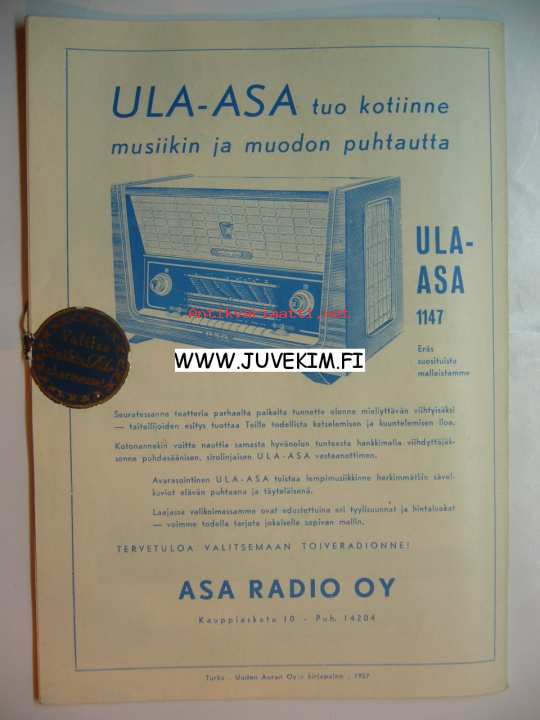 ULA-ASA tuo kotiinne
musiikin ja muodon puhtautta
ULA-
ASA
1147
Eräs
suosituista
malleistamme
Antikvariaatti.net
WWW.JUVEKIM.FI
ASA
Valitse
Seuratessanne teatteria parhaalta paikalta tunnette olonne miellyttävän viihtyisäksi
— taiteilijoiden esitys tuottaa Teille todellista katselemisen ja kuuntelemisen iloa.
Kotonannekin voitte nauttia samasta hyvänolon tunteesta hankkimalla viihdyttäjäk-
senne puhdasäänisen, sirolinjaisen ULA-ASA vastaanottimen.
Avarasointinen ULA-ASA toistaa lempimusiikkinne herkimmätkin sävel-
kuviot elävän puhtaana ja täyteläisenä.
Laajassa valikoimassamme ovat edustettuina eri tyylisuunnat ja hintaluokat
— voimme todella tarjota jokaiselle sopivan mallin.
TERVETULOA VALITSEMAAN TOIVERADIONNE!
ASA RADIO OY
Kauppiaskatu 10 - Puh. 14204
Turku - Uuden Auran Oy:n kirjapaino, 1957